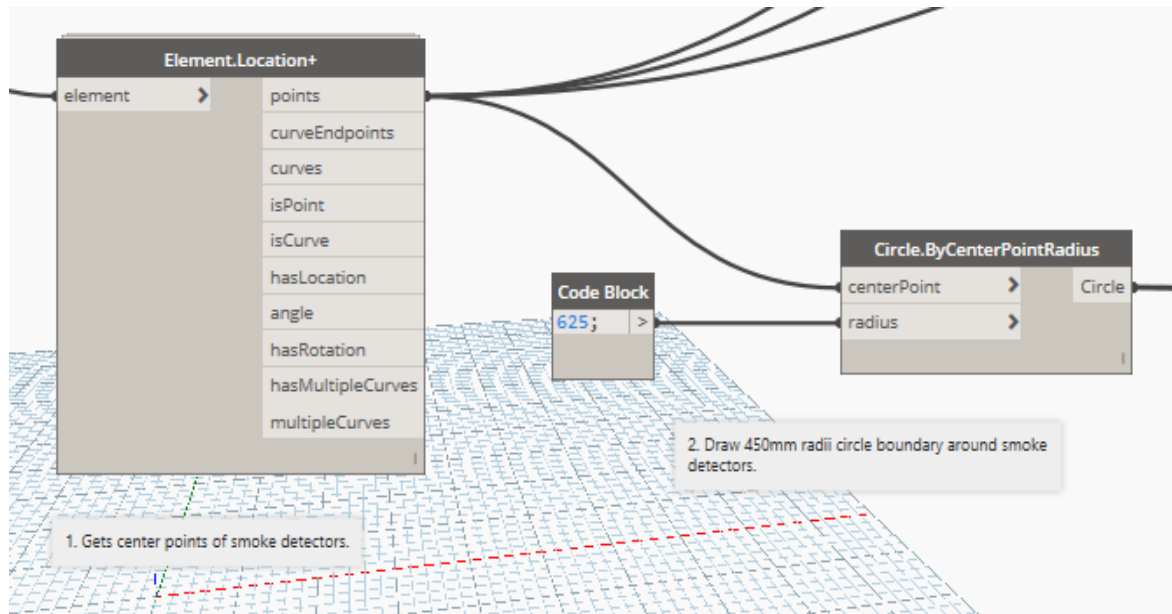 Element.Location+
element >
points
curveEndpoints
curves
isPoint
isCurve
hasLocation
angle
hasRotation
hasMultipleCurves
multipleCurves
Code Block
625; >
Circle.ByCenterPointRadius
centerPoint > Circle
radius >
2. Draw 450mm radii circle boundary around smoke
detectors.
1. Gets center points of smoke detectors.